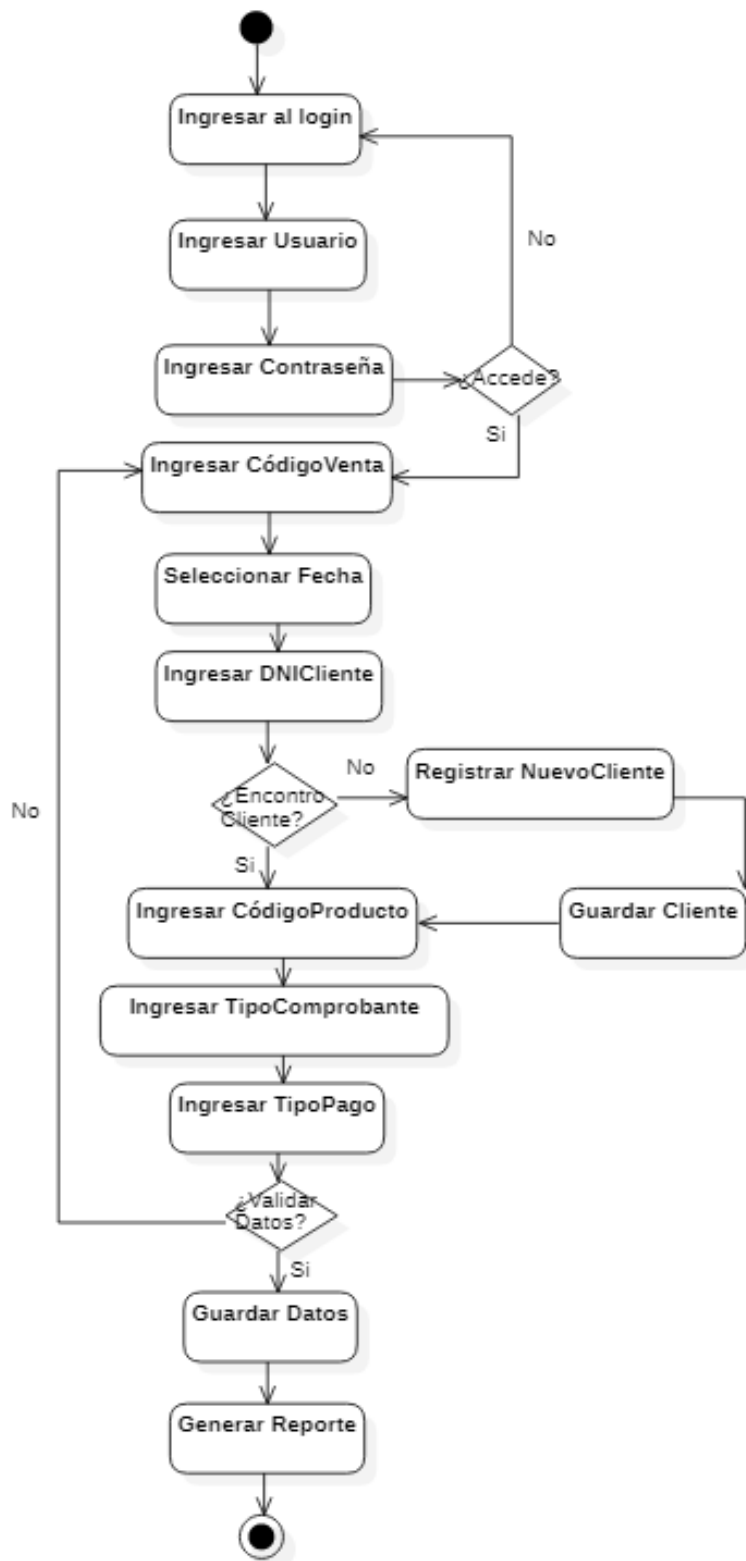 Ingresar al login
No
Ingresar Usuario
Ingresar Contraseña
¿Accede?
Si
Ingresar CódigoVenta
Seleccionar Fecha
Ingresar DNICliente
No
Registrar NuevoCliente
¿Encontro
Cliente?
No
Si
Ingresar CódigoProducto
Guardar Cliente
Ingresar TipoComprobante
Ingresar TipoPago
¿Validar
Datos?
Si
Guardar Datos
Generar Reporte